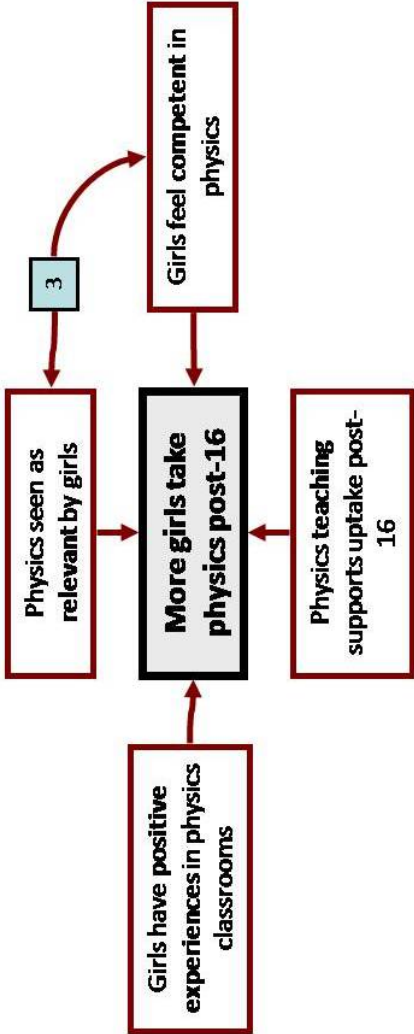 3
Physics seen as
relevant by girls
Girls have positive
experiences in physics
classrooms
More girls take
physics post-16
Girls feel competent in
physics
Physics teaching
supports uptake post-
16